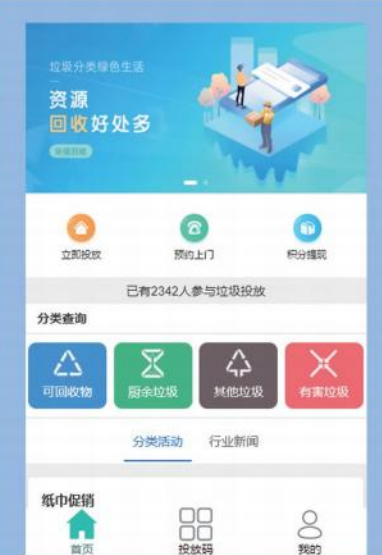 垃圾分类绿色生活
资源
回收好处多
立即投放
预约上门
积分提现
已有2342人参与垃圾投放
分类查询
可回收物
厨余垃圾
其他垃圾
有害垃圾
分类活动
行业新闻
纸巾促销
首页
投放码
我的